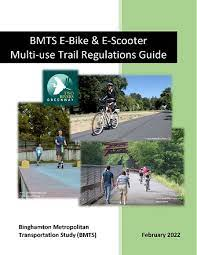 BMTS E-Bike & E-Scooter
Multi-use Trail Regulations Guide
TWO RIVERS
GREENWAY
Binghamton Metropolitan
Transportation Study (BMTS)
February 2022